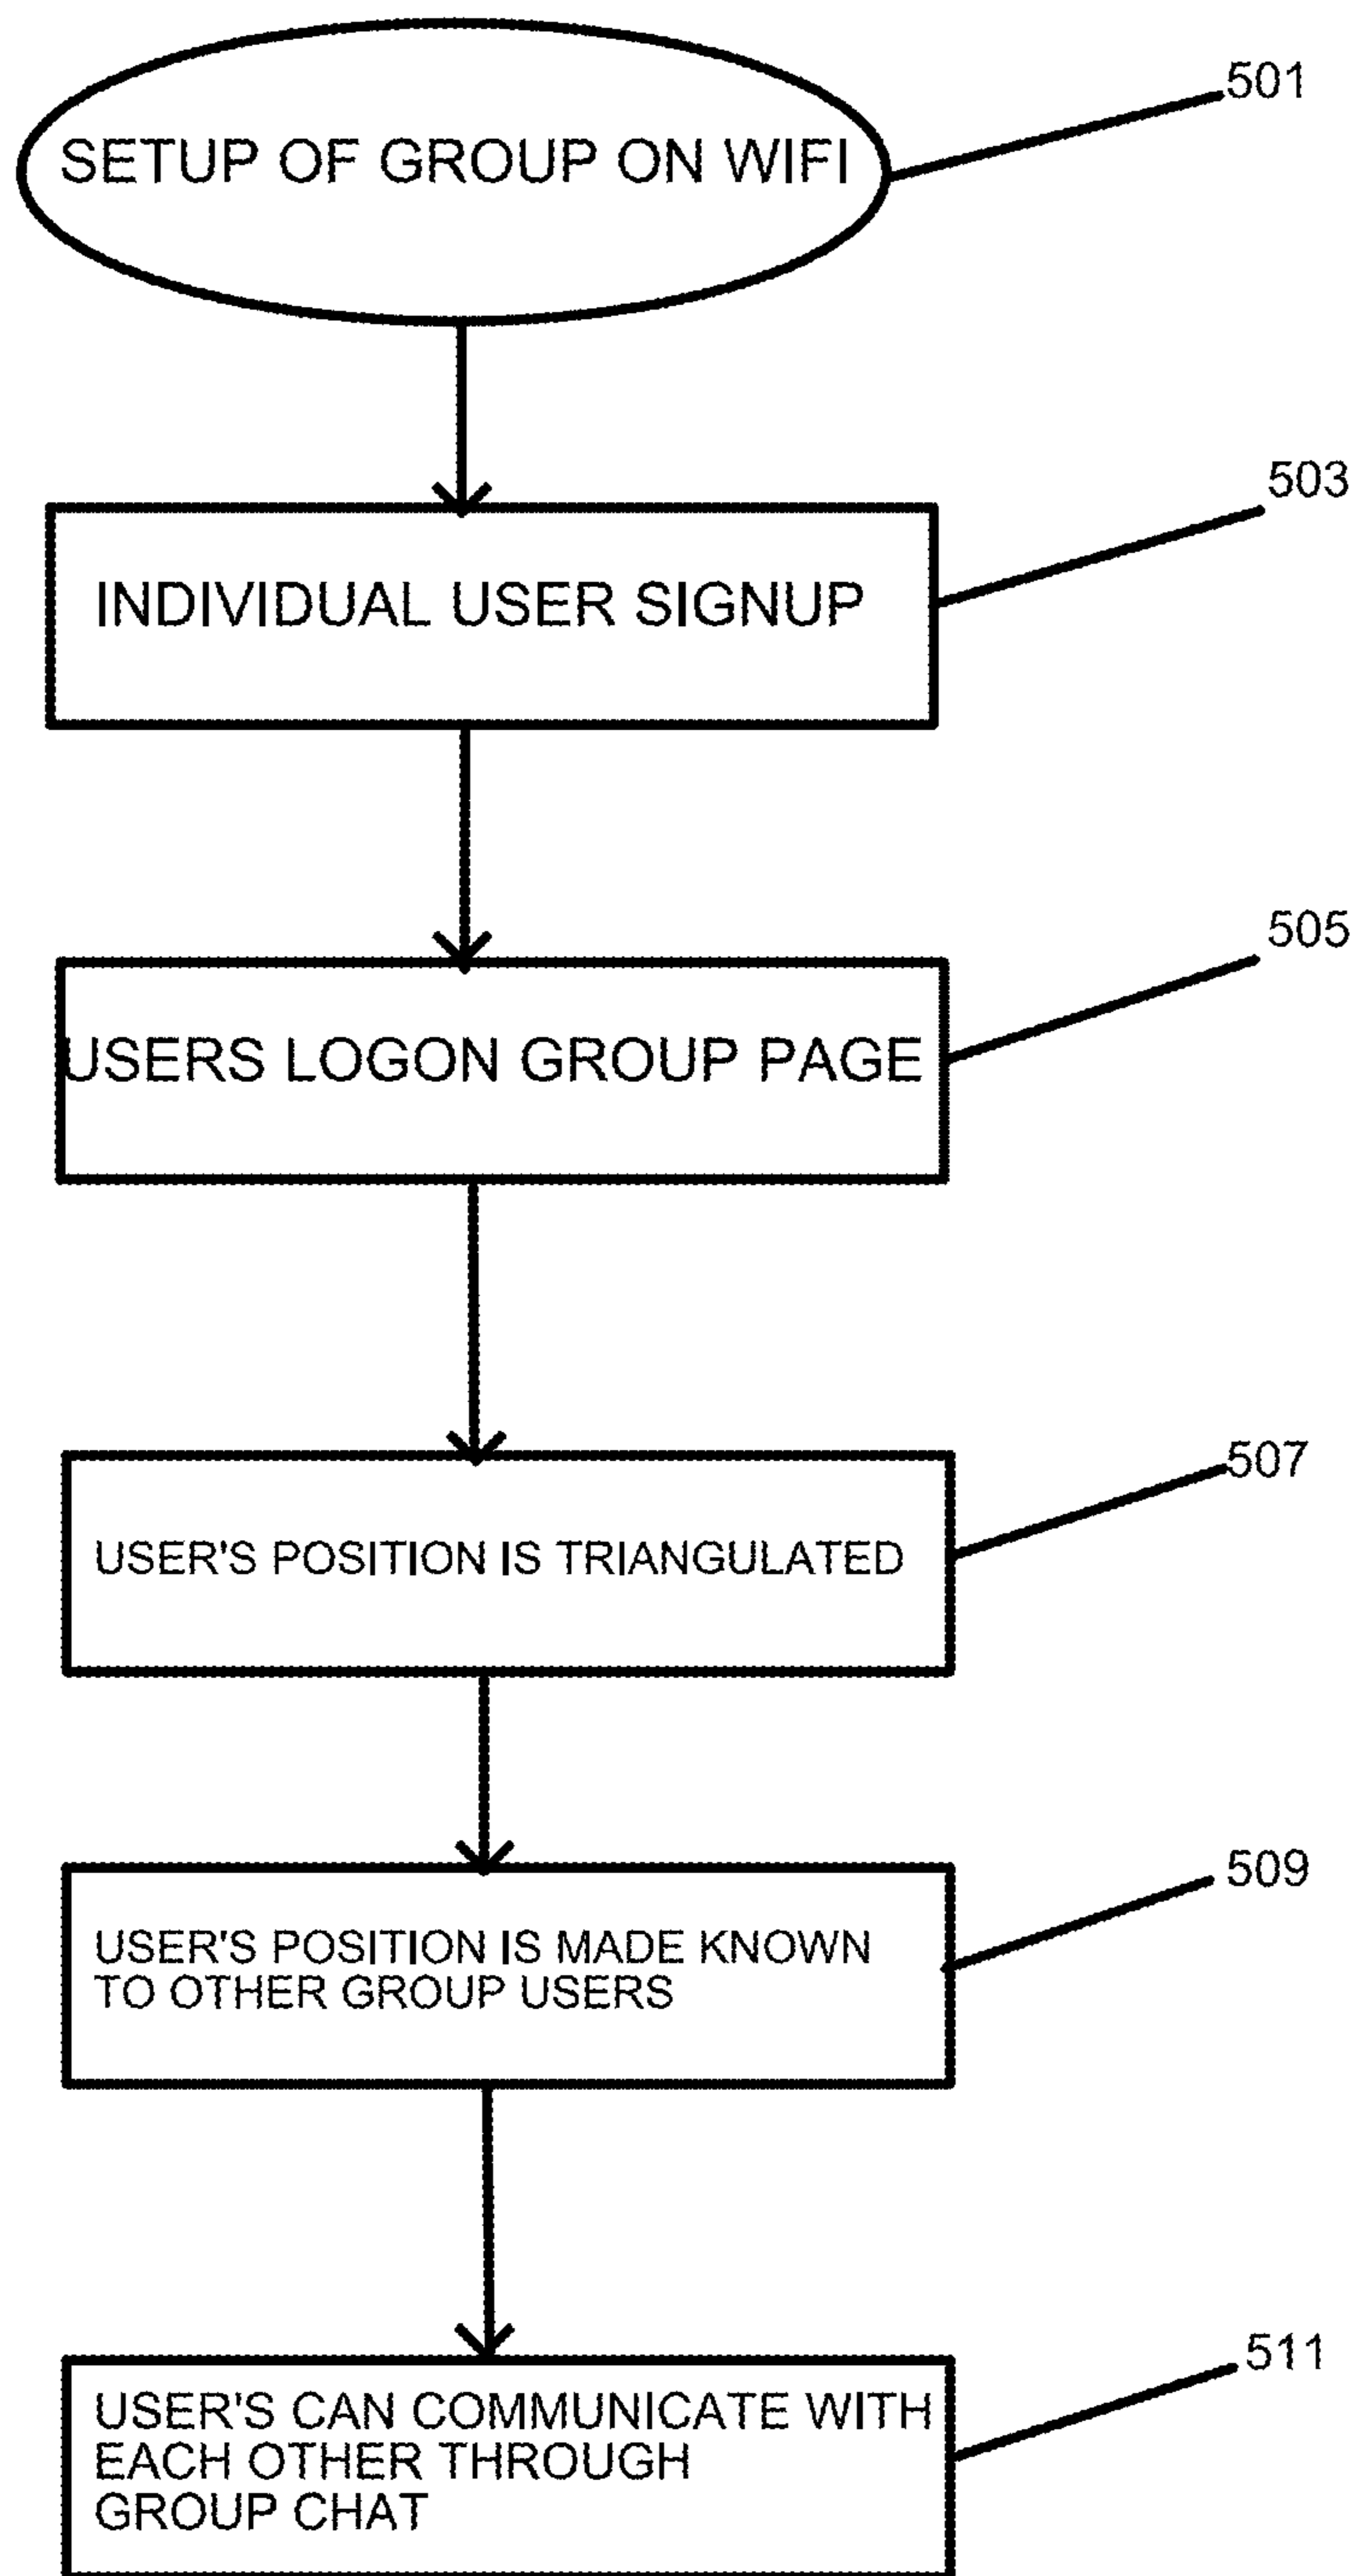 501
SETUP OF GROUP ON WIFI
503
INDIVIDUAL USER SIGNUP
505
USERS LOGON GROUP PAGE
507
USER'S POSITION IS TRIANGULATED
509
USER'S POSITION IS MADE KNOWN
TO OTHER GROUP USERS
511
USER'S CAN COMMUNICATE WITH
EACH OTHER THROUGH
GROUP CHAT